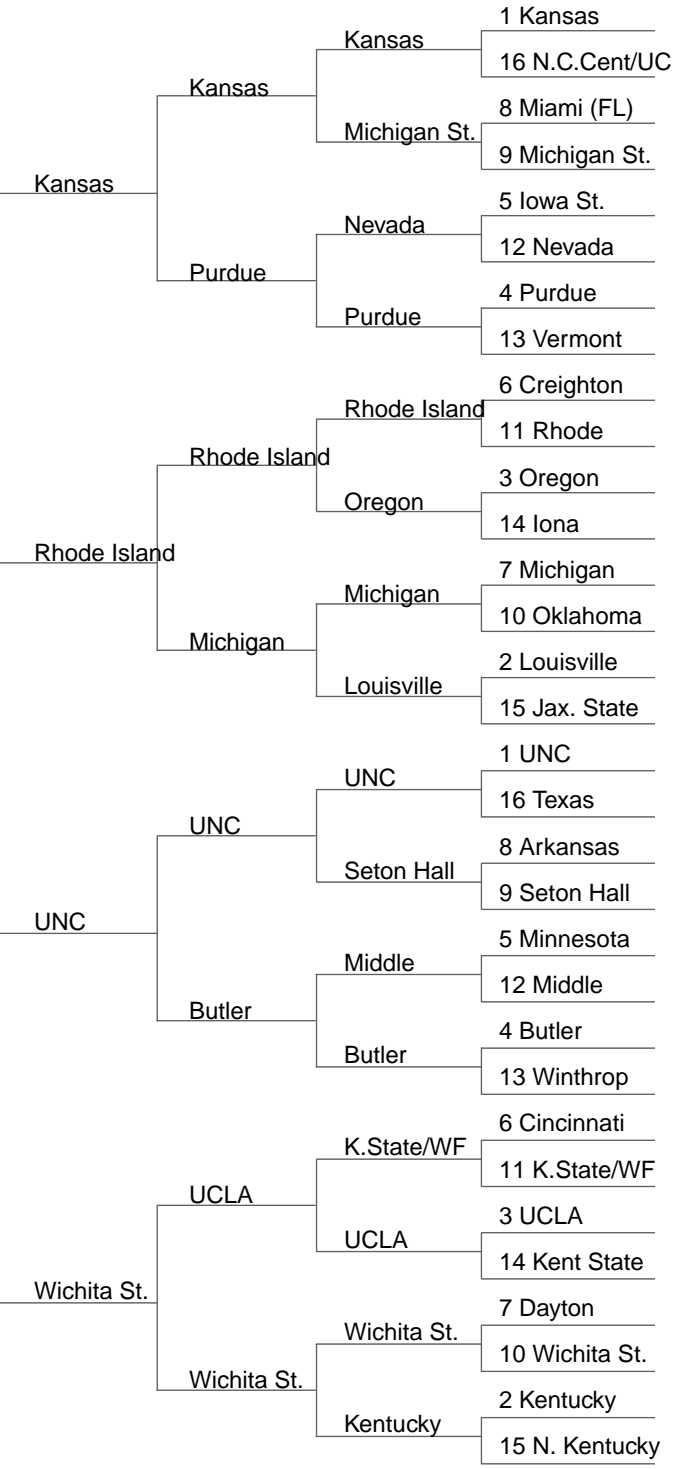 1 Kansas
Kansas
16 N.C.Cent/UC
Kansas
8 Miami (FL)
Michigan St.
9 Michigan St.
Kansas
5 Iowa St.
Nevada
12 Nevada
Purdue
4 Purdue
Purdue
13 Vermont
6 Creighton
Rhode Island
11 Rhode
Rhode Island
3 Oregon
Oregon
14 Iona
Rhode Island
7 Michigan
Michigan
10 Oklahoma
Michigan
2 Louisville
Louisville
15 Jax. State
1 UNC
UNC
16 Texas
UNC
8 Arkansas
Seton Hall
9 Seton Hall
UNC
5 Minnesota
Middle
12 Middle
Butler
4 Butler
Butler
13 Winthrop
6 Cincinnati
K.State/WF
11 K.State/WF
UCLA
3 UCLA
UCLA
14 Kent State
Wichita St.
7 Dayton
Wichita St.
10 Wichita St.
Wichita St.
2 Kentucky
Kentucky
15 N. Kentucky